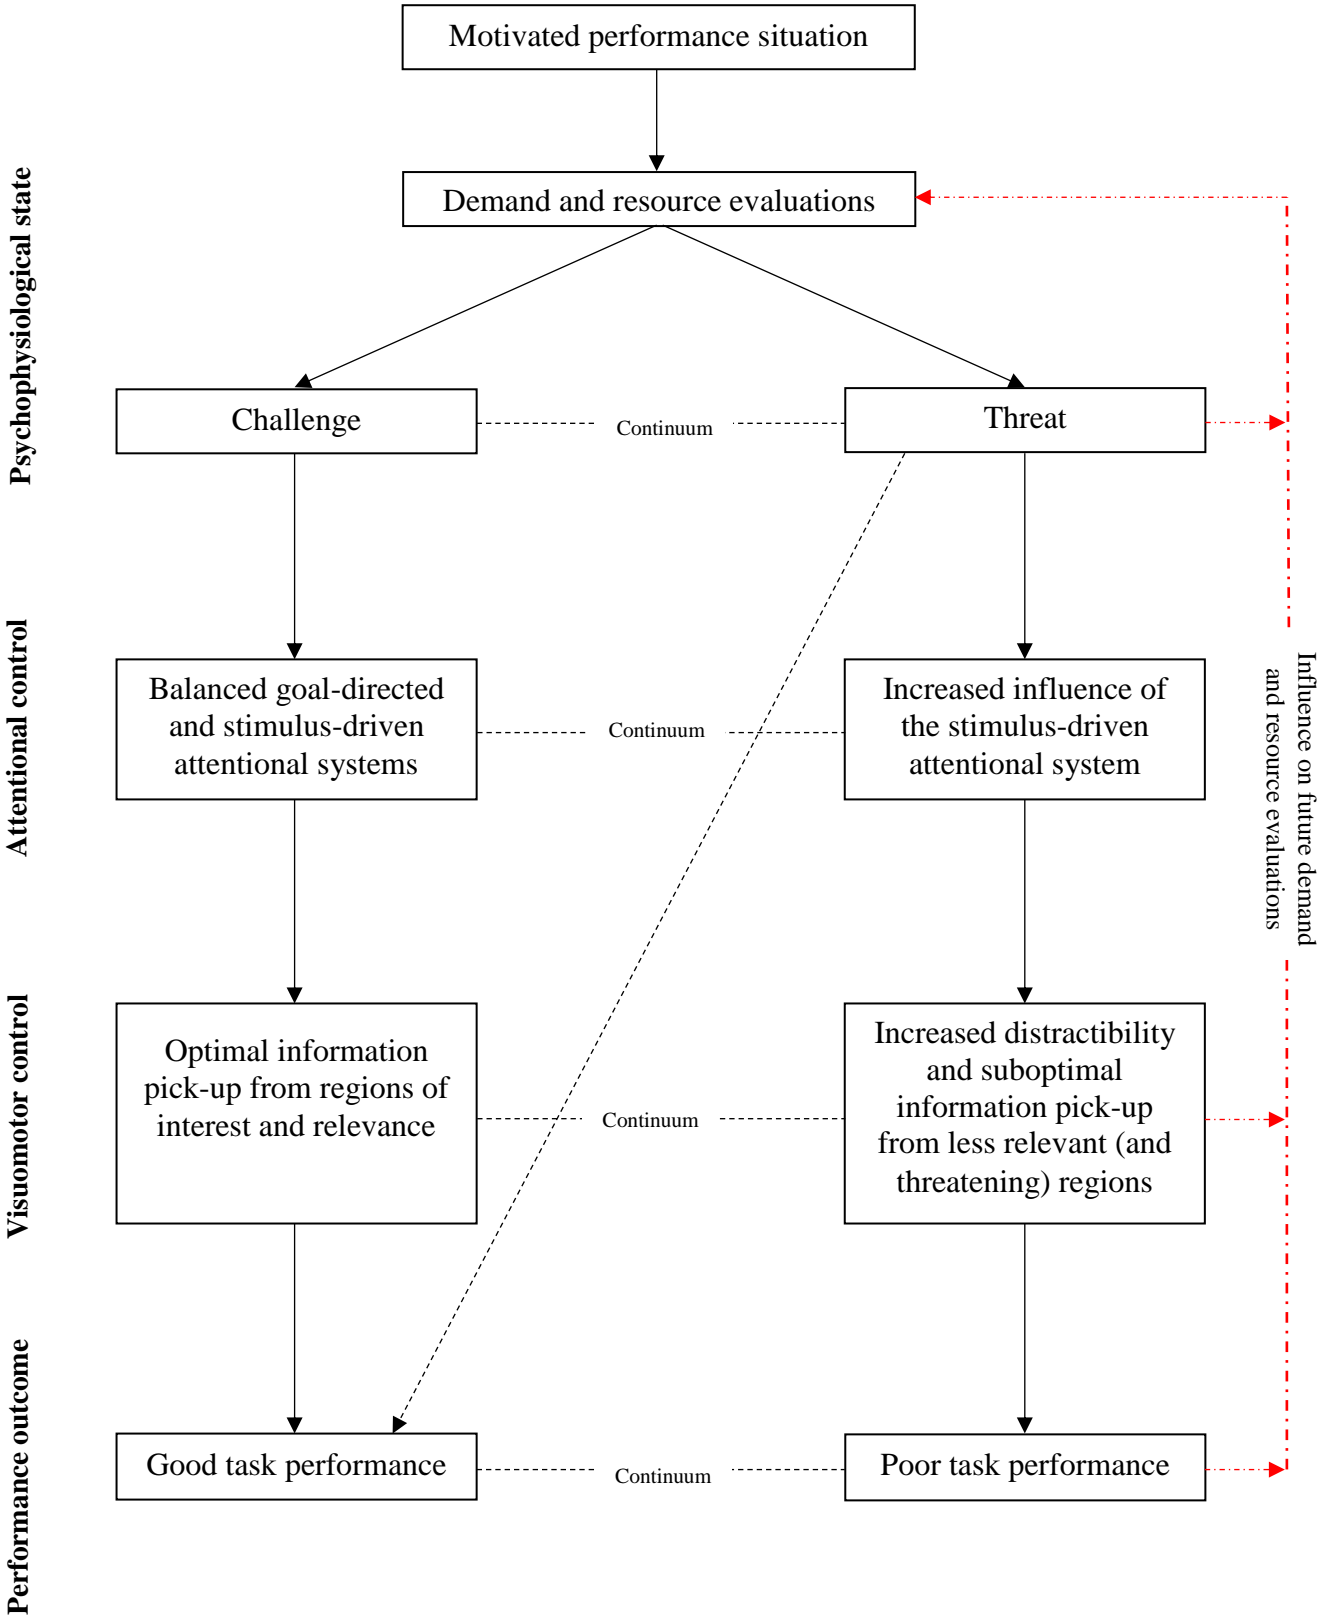 Motivated performance situation
Psychophysiological state
Demand and resource evaluations
Challenge
Continuum
Threat
Attentional control
Balanced goal-directed
and stimulus-driven
attentional systems
Continuum
Increased influence of
the stimulus-driven
attentional system
Influence on future demand
and resource evaluations
Visuomotor control
Optimal information
pick-up from regions of
interest and relevance
Continuum
Increased distractibility
and suboptimal
information pick-up
from less relevant (and
threatening) regions
Performance outcome
Good task performance
Continuum
Poor task performance